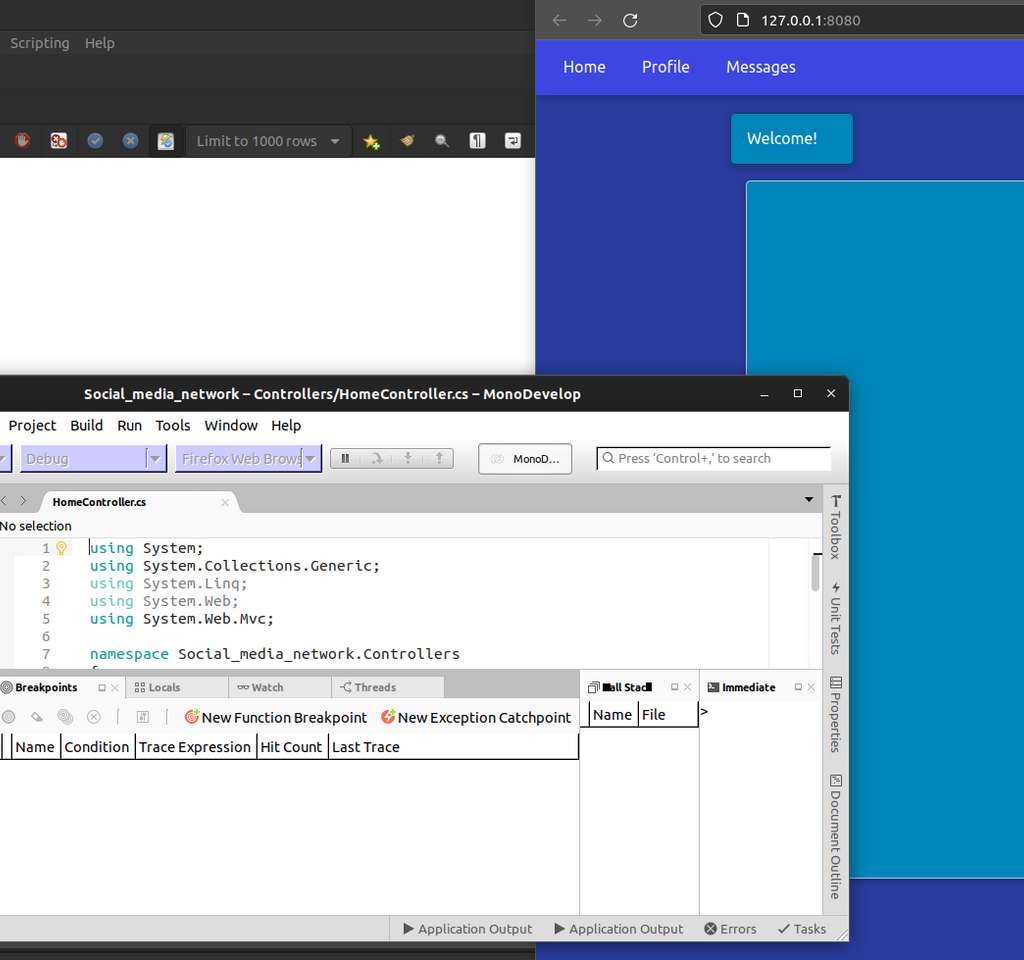 Scripting Help
Limit to 1000 rows
127.0.0.1:8080
Home Profile Messages
Welcome!
Social_media_network – Controllers/HomeController.cs – MonoDevelop
Project Build Run Tools Window Help
Debug Firefox Web Brows MonoD... Press 'Control+,' to search
HomeController.cs
No selection
1 using System;
2 using System.Collections.Generic;
3 using System.Linq;
4 using System.Web;
5 using System.Web.Mvc;
6
7 namespace Social_media_network.Controllers
Toolbox
Unit Tests
Properties
Document Outline
Breakpoints Locals Watch Threads
New Function Breakpoint New Exception Catchpoint
Name Condition Trace Expression Hit Count Last Trace
Name File
Immediate
>
Application Output Application Output Errors Tasks